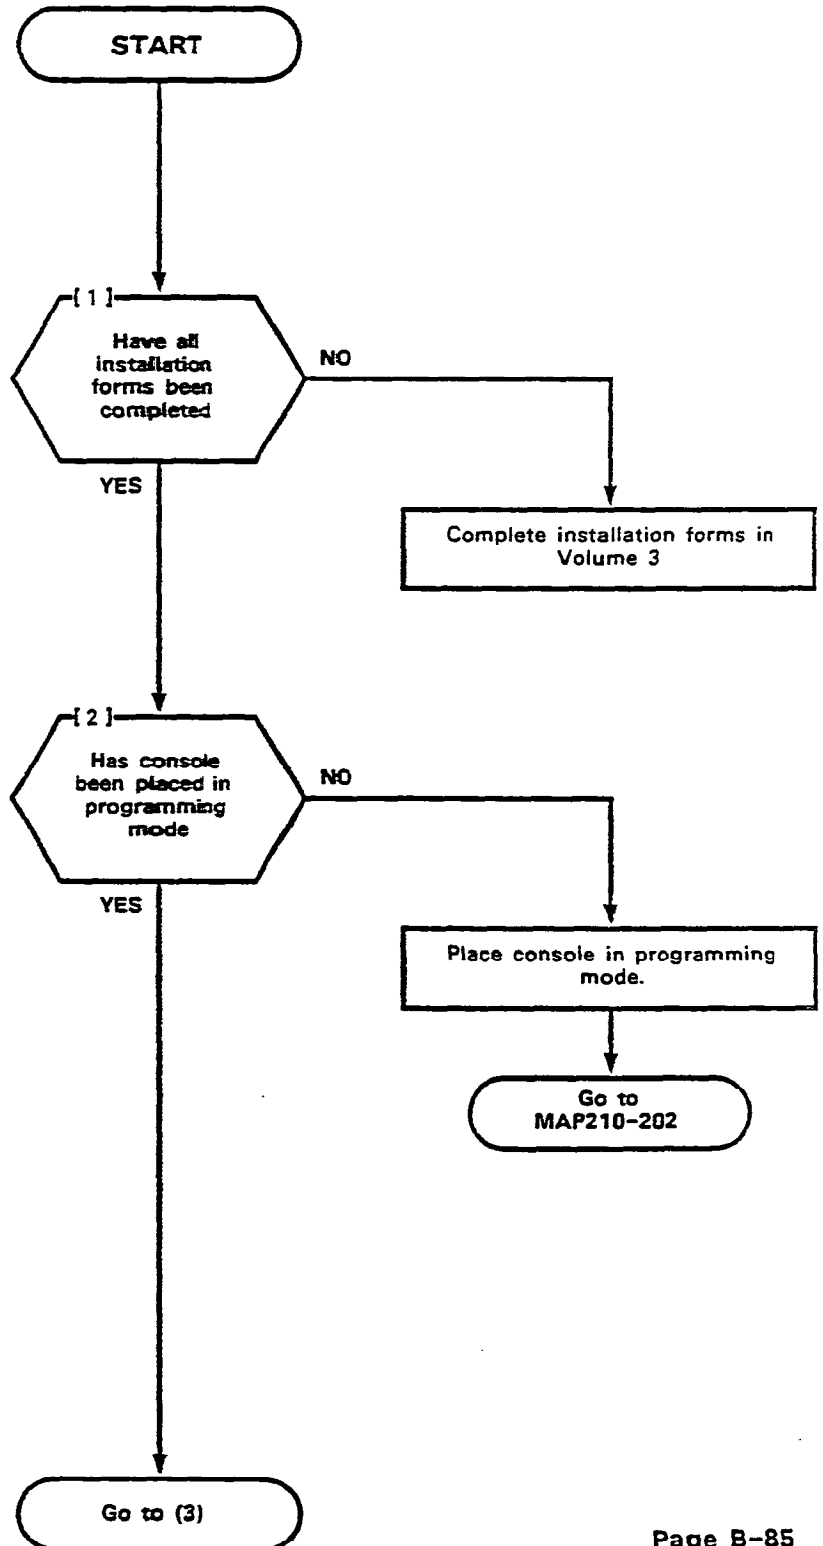 START
[ 1 ]
Have all
installation
forms been
completed
NO
YES
Complete installation forms in
Volume 3
[ 2 ]
Has console
been placed in
programming
mode
NO
YES
Place console in programming
mode.
Go to
MAP210-202
Go to (3)
Page B-85